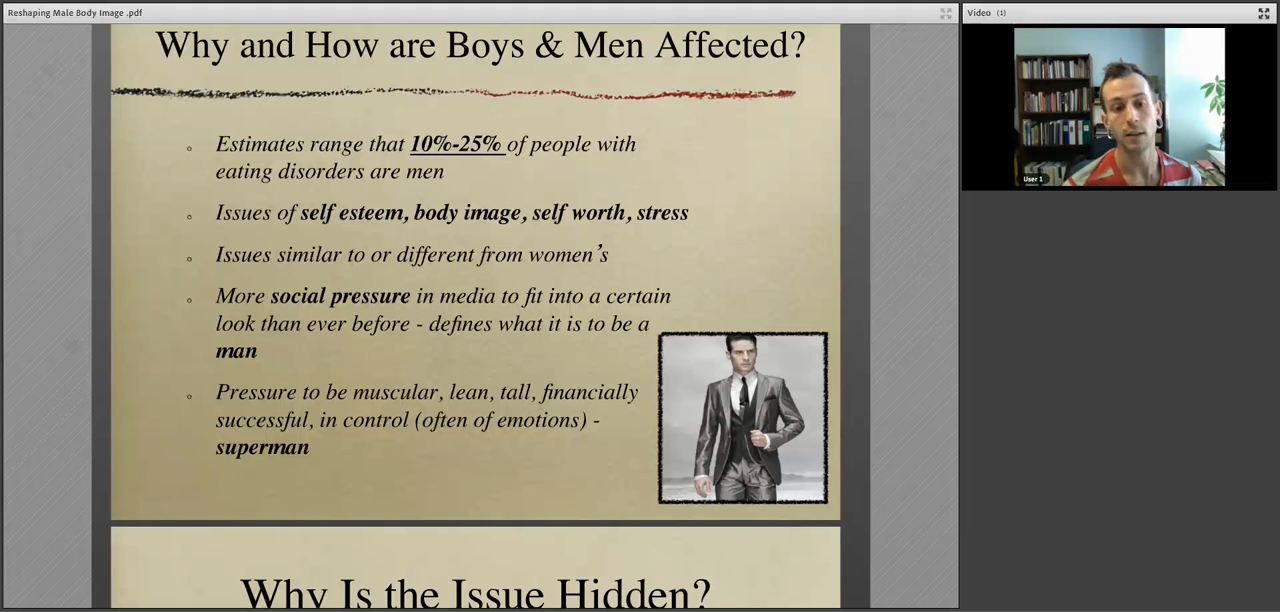 Reshaping Male Body Image .pdf
Video (1)
Why and How are Boys & Men Affected?
Estimates range that 10%-25% of people with
eating disorders are men
Issues of self esteem, body image, self worth, stress
Issues similar to or different from women’s
More social pressure in media to fit into a certain
look than ever before - defines what it is to be a
man
Pressure to be muscular, lean, tall, financially
successful, in control (often of emotions) -
superman
Why Is the Issue Hidden?
User 1